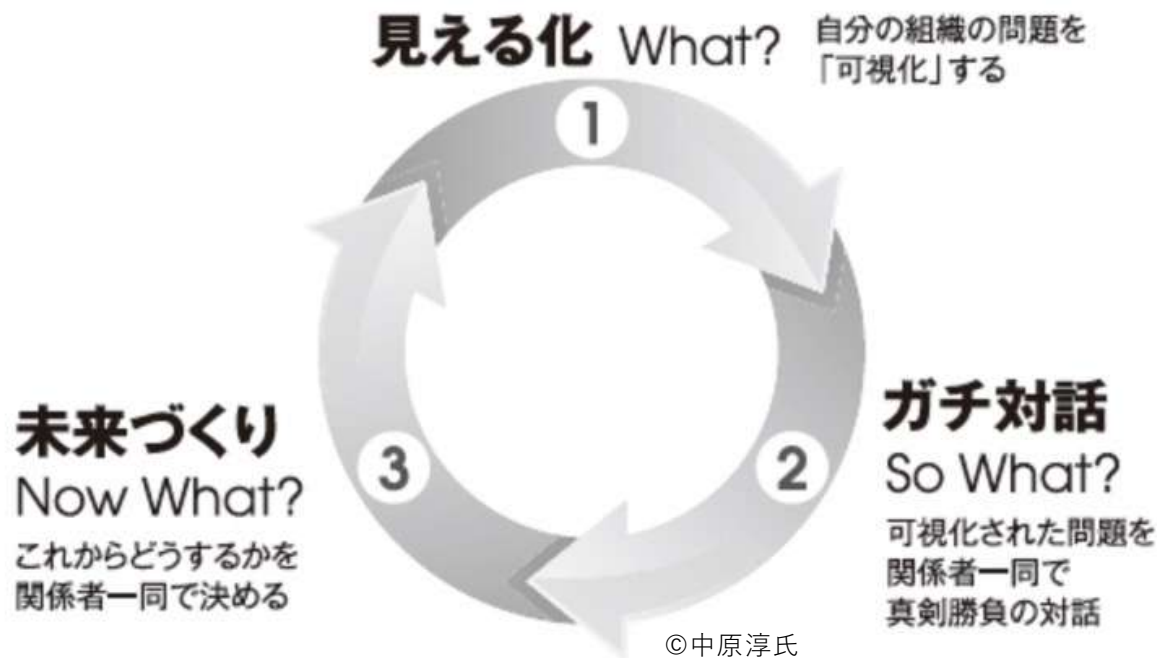 見える化 What?
自分の組織の問題を
「可視化」する
1
ガチ対話
So What?
可視化された問題を
関係者一同で
真剣勝負の対話
2
未来づくり
Now What?
これからどうするかを
関係者一同で決める
3
©中原淳氏